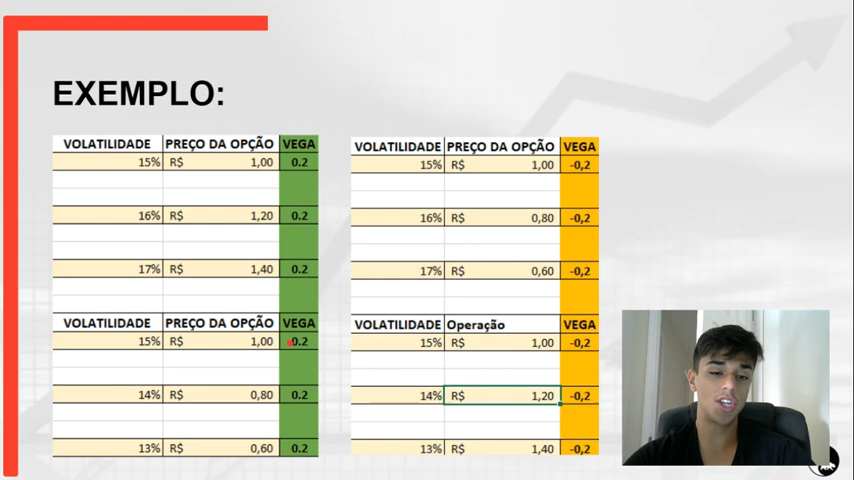 EXEMPLO:
VOLATILIDADE PREÇO DA OPÇÃO VEGA
15% R$ 1,00 0.2
16% R$ 1,20 0.2
17% R$ 1,40 0.2
VOLATILIDADE PREÇO DA OPÇÃO VEGA
15% R$ 1,00 0.2
14% R$ 0,80 0.2
13% R$ 0,60 0.2
VOLATILIDADE PREÇO DA OPÇÃO VEGA
15% R$ 1,00 -0,2
16% R$ 0,80 -0,2
17% R$ 0,60 -0,2
VOLATILIDADE Operação VEGA
15% R$ 1,00 -0,2
14% R$ 1,20 -0,2
13% R$ 1,40 -0,2